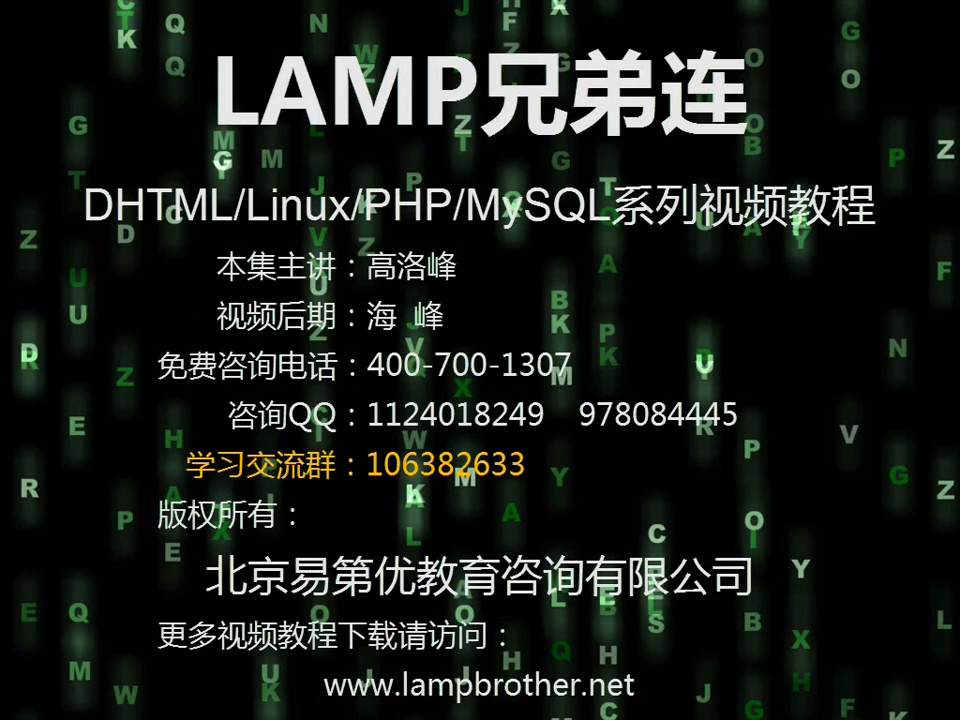 LAMP兄弟连
DHTML/Linux/PHP/MySQL系列视频教程
本集主讲：高洛峰
视频后期：海 峰
免费咨询电话：400-700-1307
咨询QQ：1124018249 978084445
学习交流群：106382633
版权所有：
北京易第优教育咨询有限公司
更多视频教程下载请访问：
www.lampbrother.net